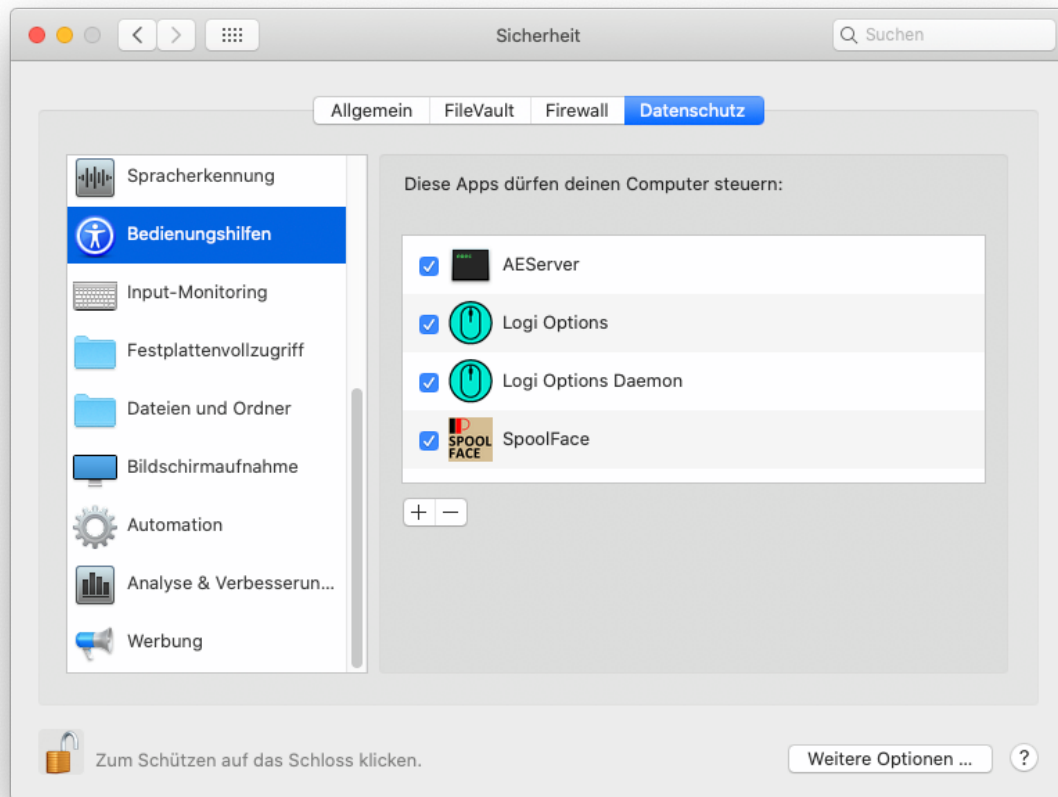 Sicherheit
Suchen
Allgemein
FileVault
Firewall
Datenschutz
Spracherkennung
Bedienungshilfen
Input-Monitoring
Festplattenvollzugriff
Dateien und Ordner
Bildschirmaufnahme
Automation
Analyse & Verbesserun...
Werbung
Diese Apps dürfen deinen Computer steuern:
AEServer
Logi Options
Logi Options Daemon
SPOOL
FACE
SpoolFace
Zum Schützen auf das Schloss klicken.
Weitere Optionen ...
?